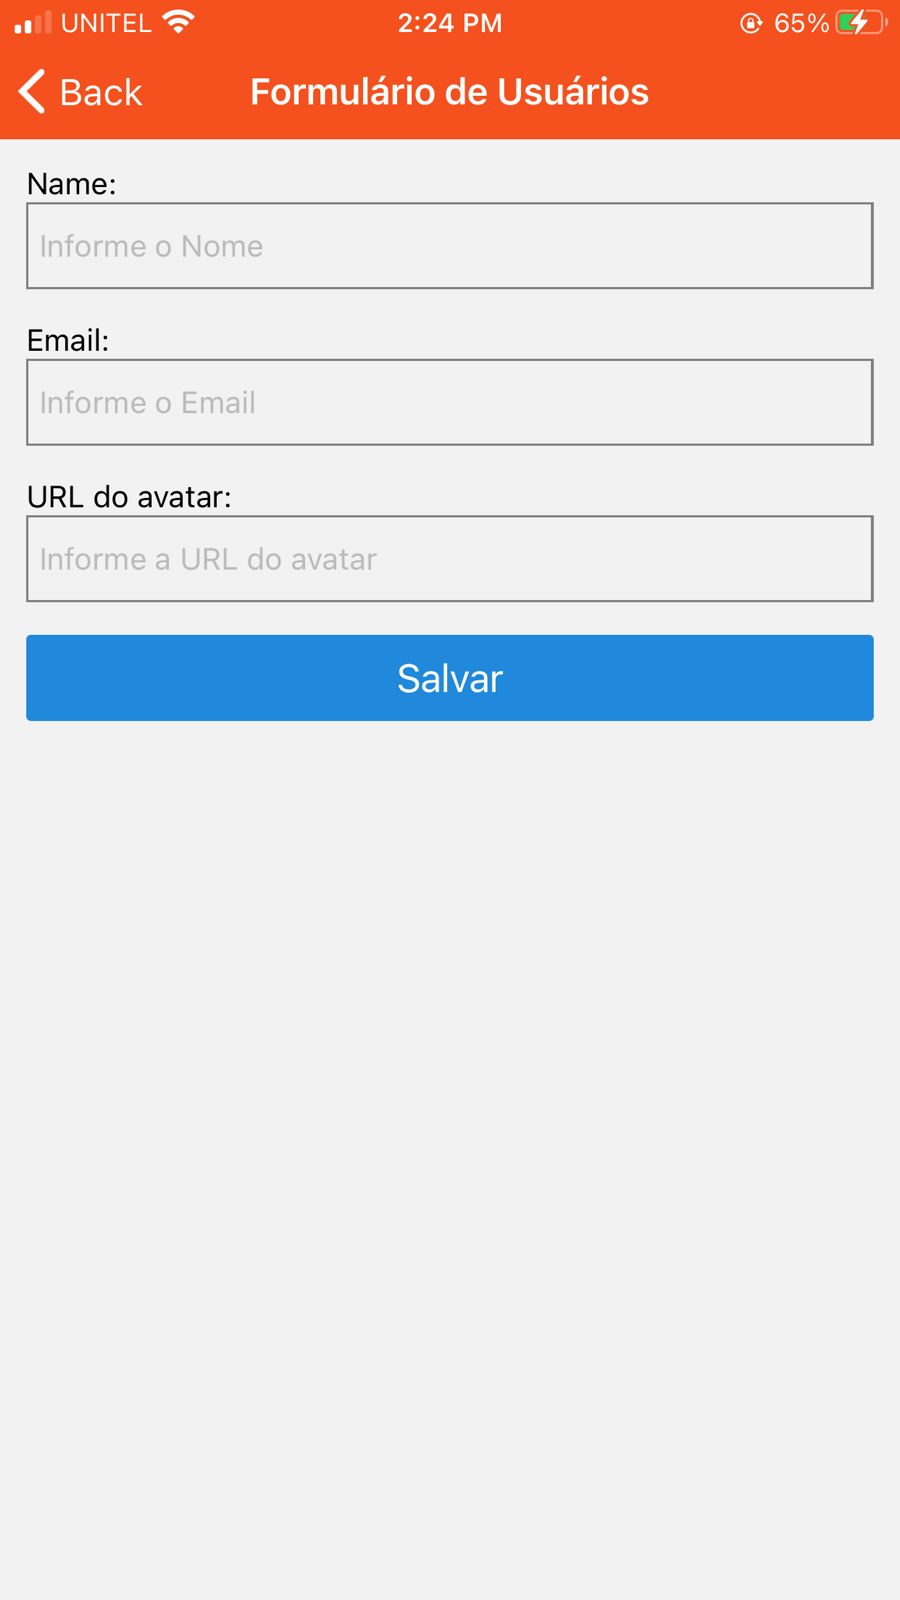 UNITEL 2:24 PM 65%
Back Formulário de Usuários
Name:
Informe o Nome
Email:
Informe o Email
URL do avatar:
Informe a URL do avatar
Salvar